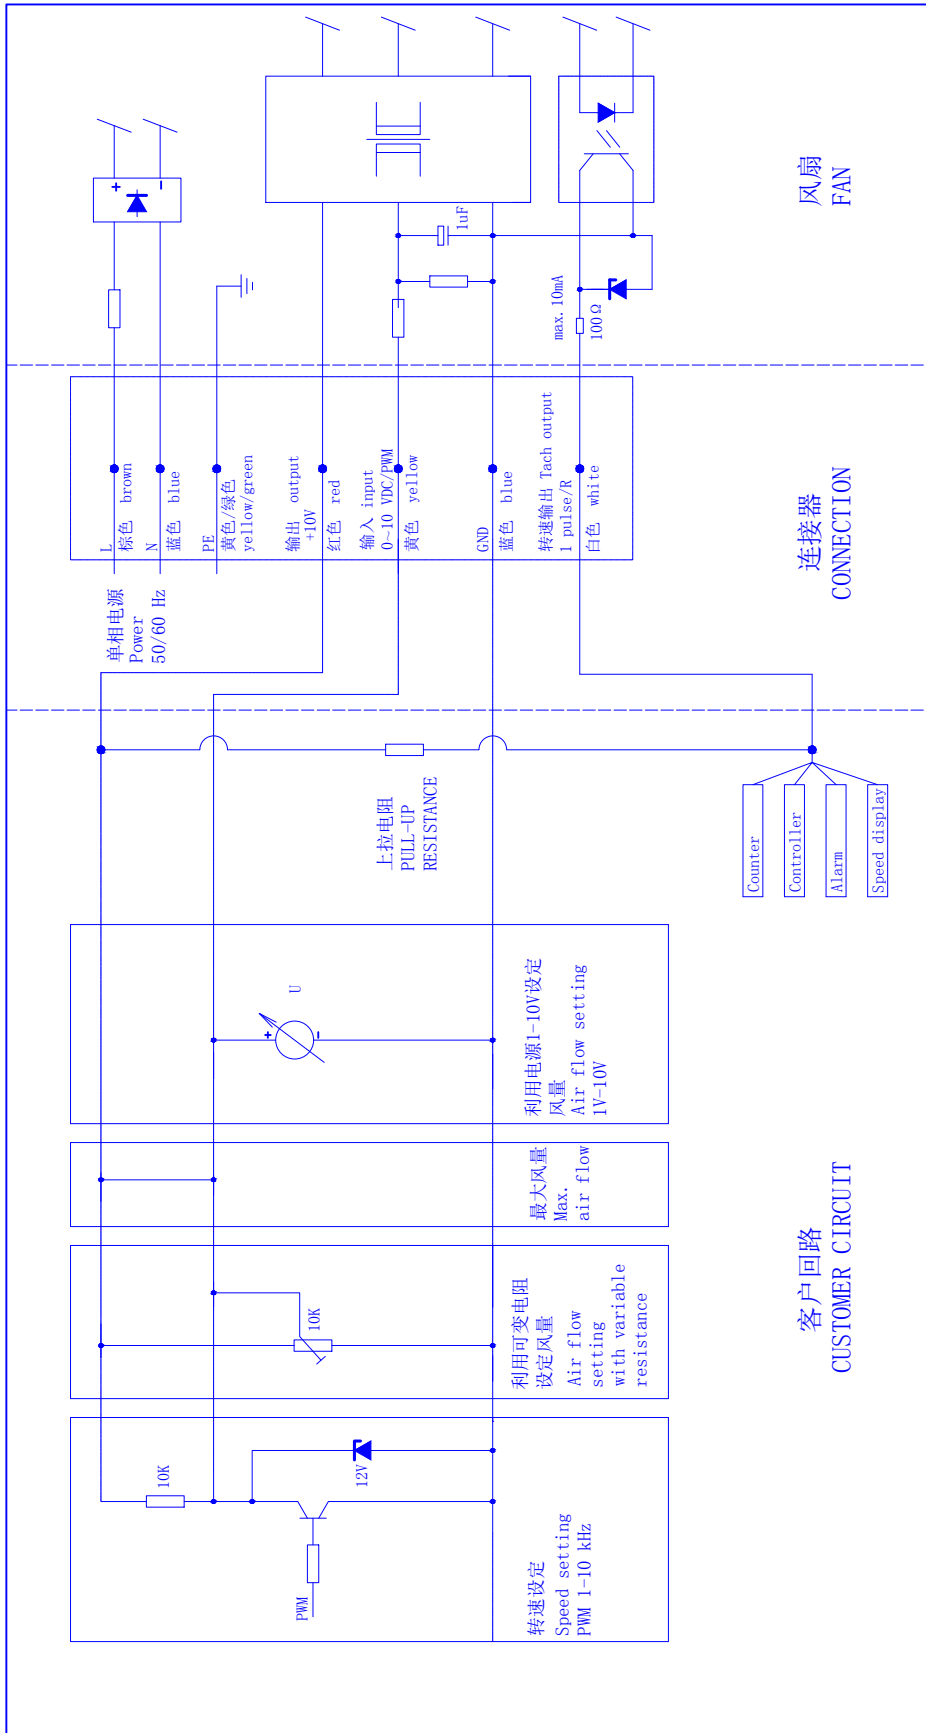 风扇
FAN
+
-
1uF
max. 10mA
100Ω
连接器
CONNECTION
L
棕色 brown
N
蓝色 blue
PE
黄色/绿色
yellow/green
输出 output
+10V
红色 red
输入 input
0~10 VDC/PWM
黄色 yellow
GND
蓝色 blue
转速输出 Tach output
1 pulse/R
白色 white
单相电源
Power
50/60 Hz
客户回路
CUSTOMER CIRCUIT
上拉电阻
PULL-UP
RESISTANCE
Counter
Controller
Alarm
Speed display
U
+
-
利用电源1-10V设定
风量
Air flow setting
1V-10V
最大风量
Max.
air flow
10K
利用可变电阻
设定风量
Air flow
setting
with variable
resistance
10K
12V
PWM
转速设定
Speed setting
PWM 1-10 kHz